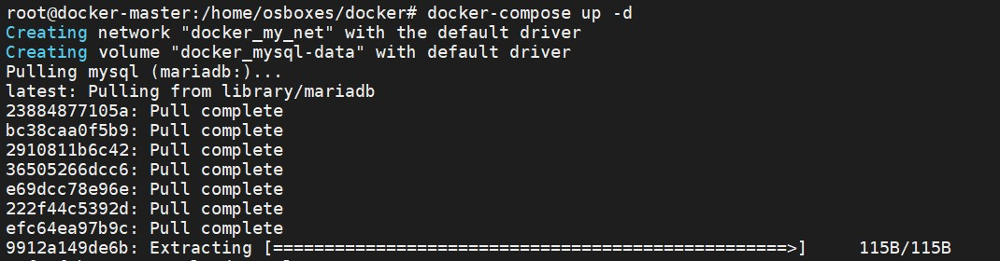 root@docker-master:/home/osboxes/docker# docker-compose up -d
Creating network "docker_my_net" with the default driver
Creating volume "docker_mysql-data" with default driver
Pulling mysql (mariadb:)...
latest: Pulling from library/mariadb
23884877105a: Pull complete
bc38caa0f5b9: Pull complete
2910811b6c42: Pull complete
36505266dcc6: Pull complete
e69dcc78e96e: Pull complete
222f44c5392d: Pull complete
efc64ea97b9c: Pull complete
9912a149de6b: Extracting [==================================================>] 115B/115B